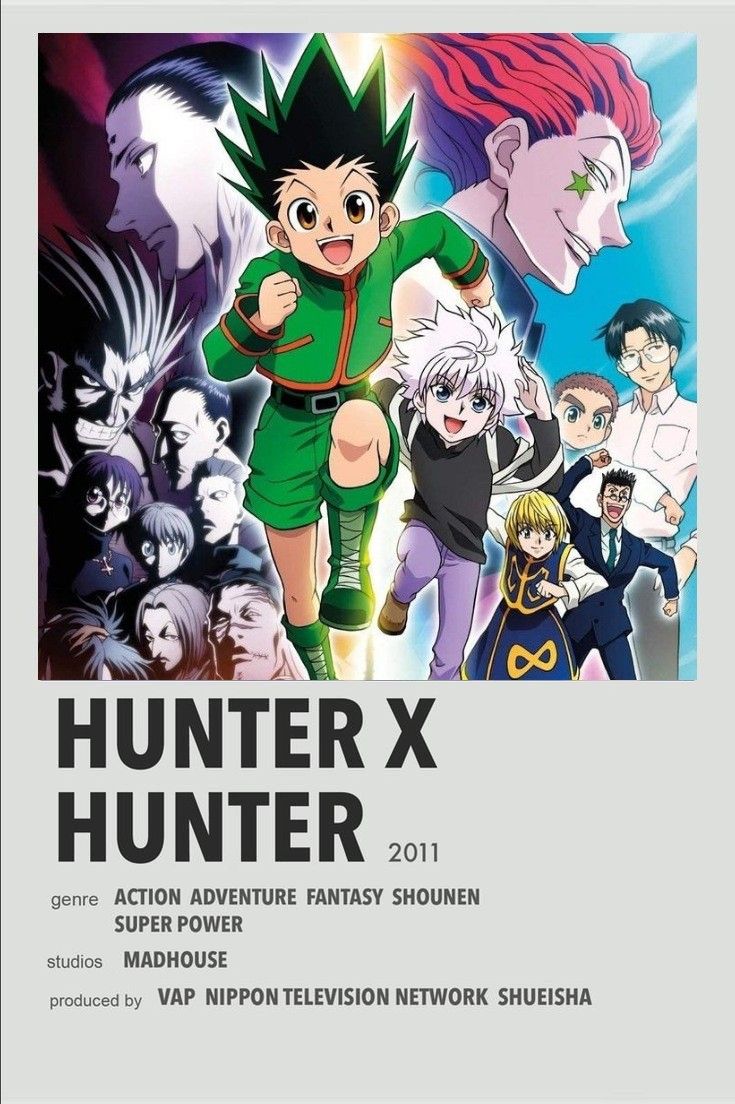 HUNTER X
HUNTER 2011
genre ACTION ADVENTURE FANTASY SHOUNEN
SUPER POWER
studios MADHOUSE
produced by VAP NIPPON TELEVISION NETWORK SHUEISHA